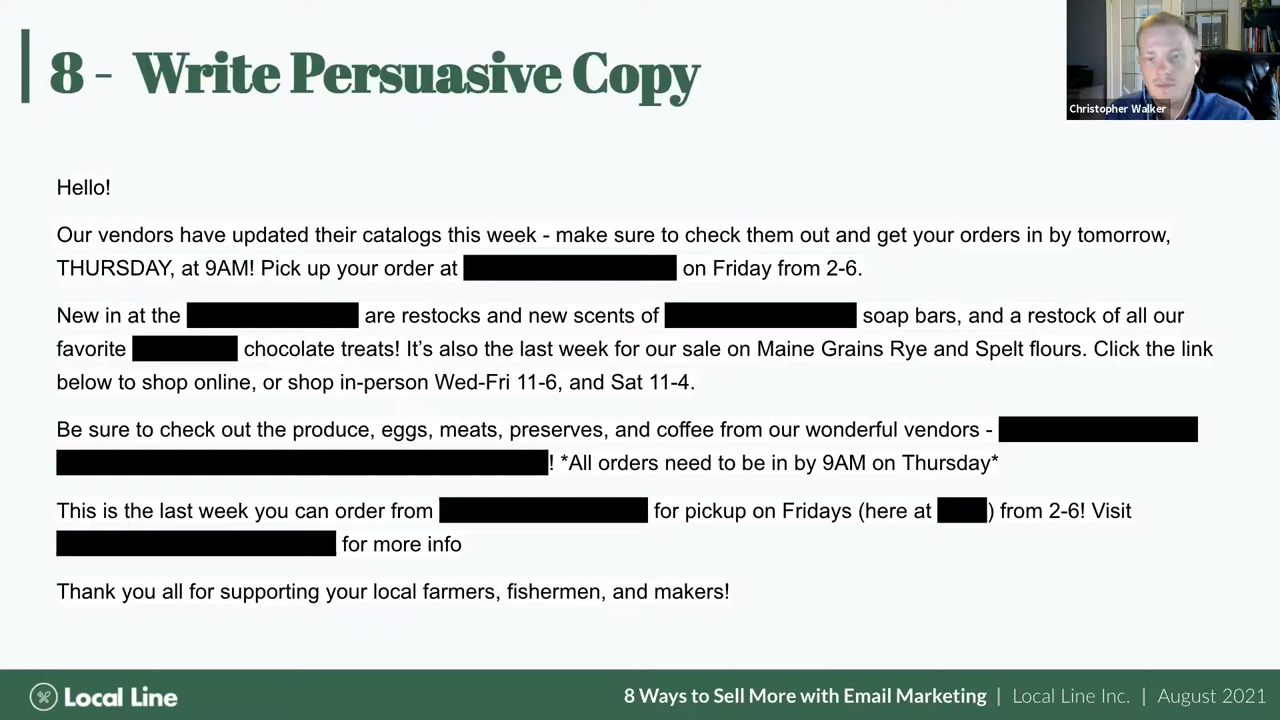 8 - Write Persuasive Copy
Christopher Walker
Hello!
Our vendors have updated their catalogs this week - make sure to check them out and get your orders in by tomorrow,
THURSDAY, at 9AM! Pick up your order at on Friday from 2-6.
New in at the are restocks and new scents of soap bars, and a restock of all our
favorite chocolate treats! It's also the last week for our sale on Maine Grains Rye and Spelt flours. Click the link
below to shop online, or shop in-person Wed-Fri 11-6, and Sat 11-4.
Be sure to check out the produce, eggs, meats, preserves, and coffee from our wonderful vendors -
! *All orders need to be in by 9AM on Thursday*
This is the last week you can order from for pickup on Fridays (here at ) from 2-6! Visit
for more info
Thank you all for supporting your local farmers, fishermen, and makers!
Local Line
8 Ways to Sell More with Email Marketing | Local Line Inc. | August 2021